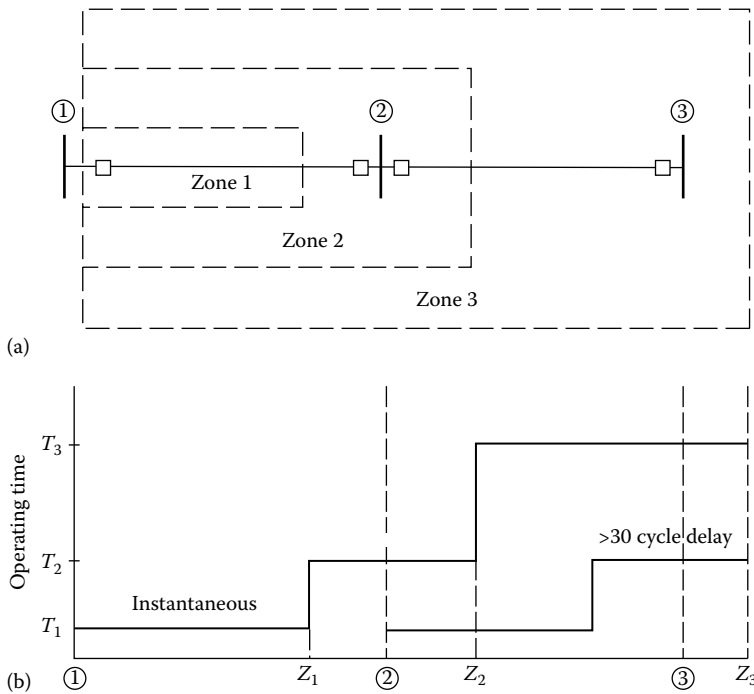 ① ② ③
Zone 1
Zone 2
Zone 3
(a)
Operating time
T₃
T₂
T₁
>30 cycle delay
Instantaneous
(b)
① Z₁ ② Z₂ ③ Z₃